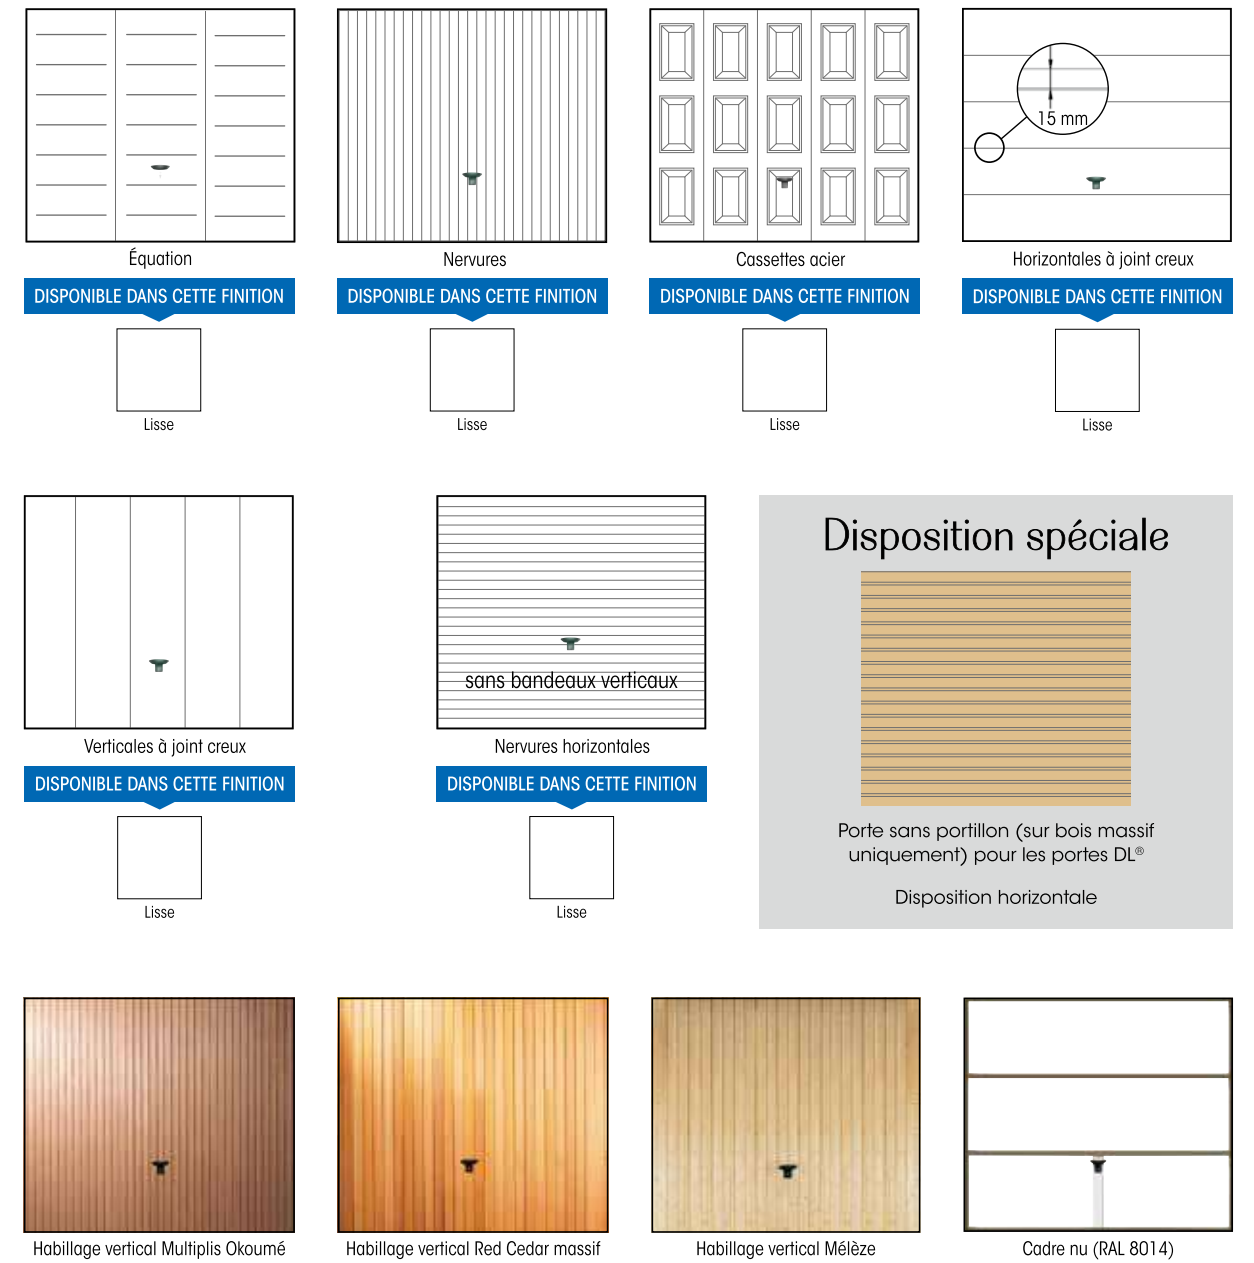 15 mm
Équation
Nervures
Cassettes acier
Horizontales à joint creux
DISPONIBLE DANS CETTE FINITION
DISPONIBLE DANS CETTE FINITION
DISPONIBLE DANS CETTE FINITION
DISPONIBLE DANS CETTE FINITION
Lisse
Lisse
Lisse
Lisse
sans bandeaux verticaux
Verticales à joint creux
Nervures horizontales
DISPONIBLE DANS CETTE FINITION
DISPONIBLE DANS CETTE FINITION
Lisse
Lisse
Disposition spéciale
Porte sans portillon (sur bois massif
uniquement) pour les portes DL®
Disposition horizontale
Habillage vertical Multiplis Okoumé
Habillage vertical Red Cedar massif
Habillage vertical Mélèze
Cadre nu (RAL 8014)